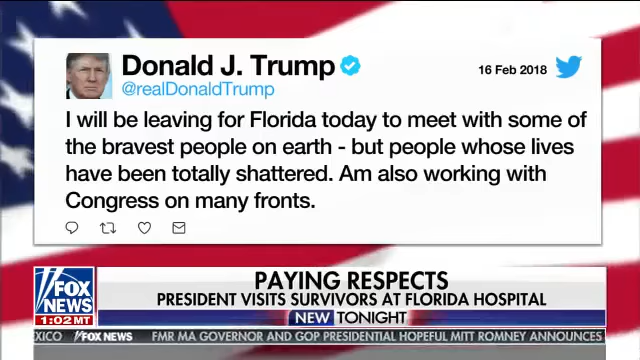 Donald J. Trump
@realDonaldTrump
16 Feb 2018
I will be leaving for Florida today to meet with some of
the bravest people on earth - but people whose lives
have been totally shattered. Am also working with
Congress on many fronts.
PAYING RESPECTS
PRESIDENT VISITS SURVIVORS AT FLORIDA HOSPITAL
NEW TONIGHT
FOX
NEWS
1:02 MT
EXICO FOX NEWS FMR MA GOVERNOR AND GOP PRESIDENTIAL HOPEFUL MITT ROMNEY ANNOUNCES